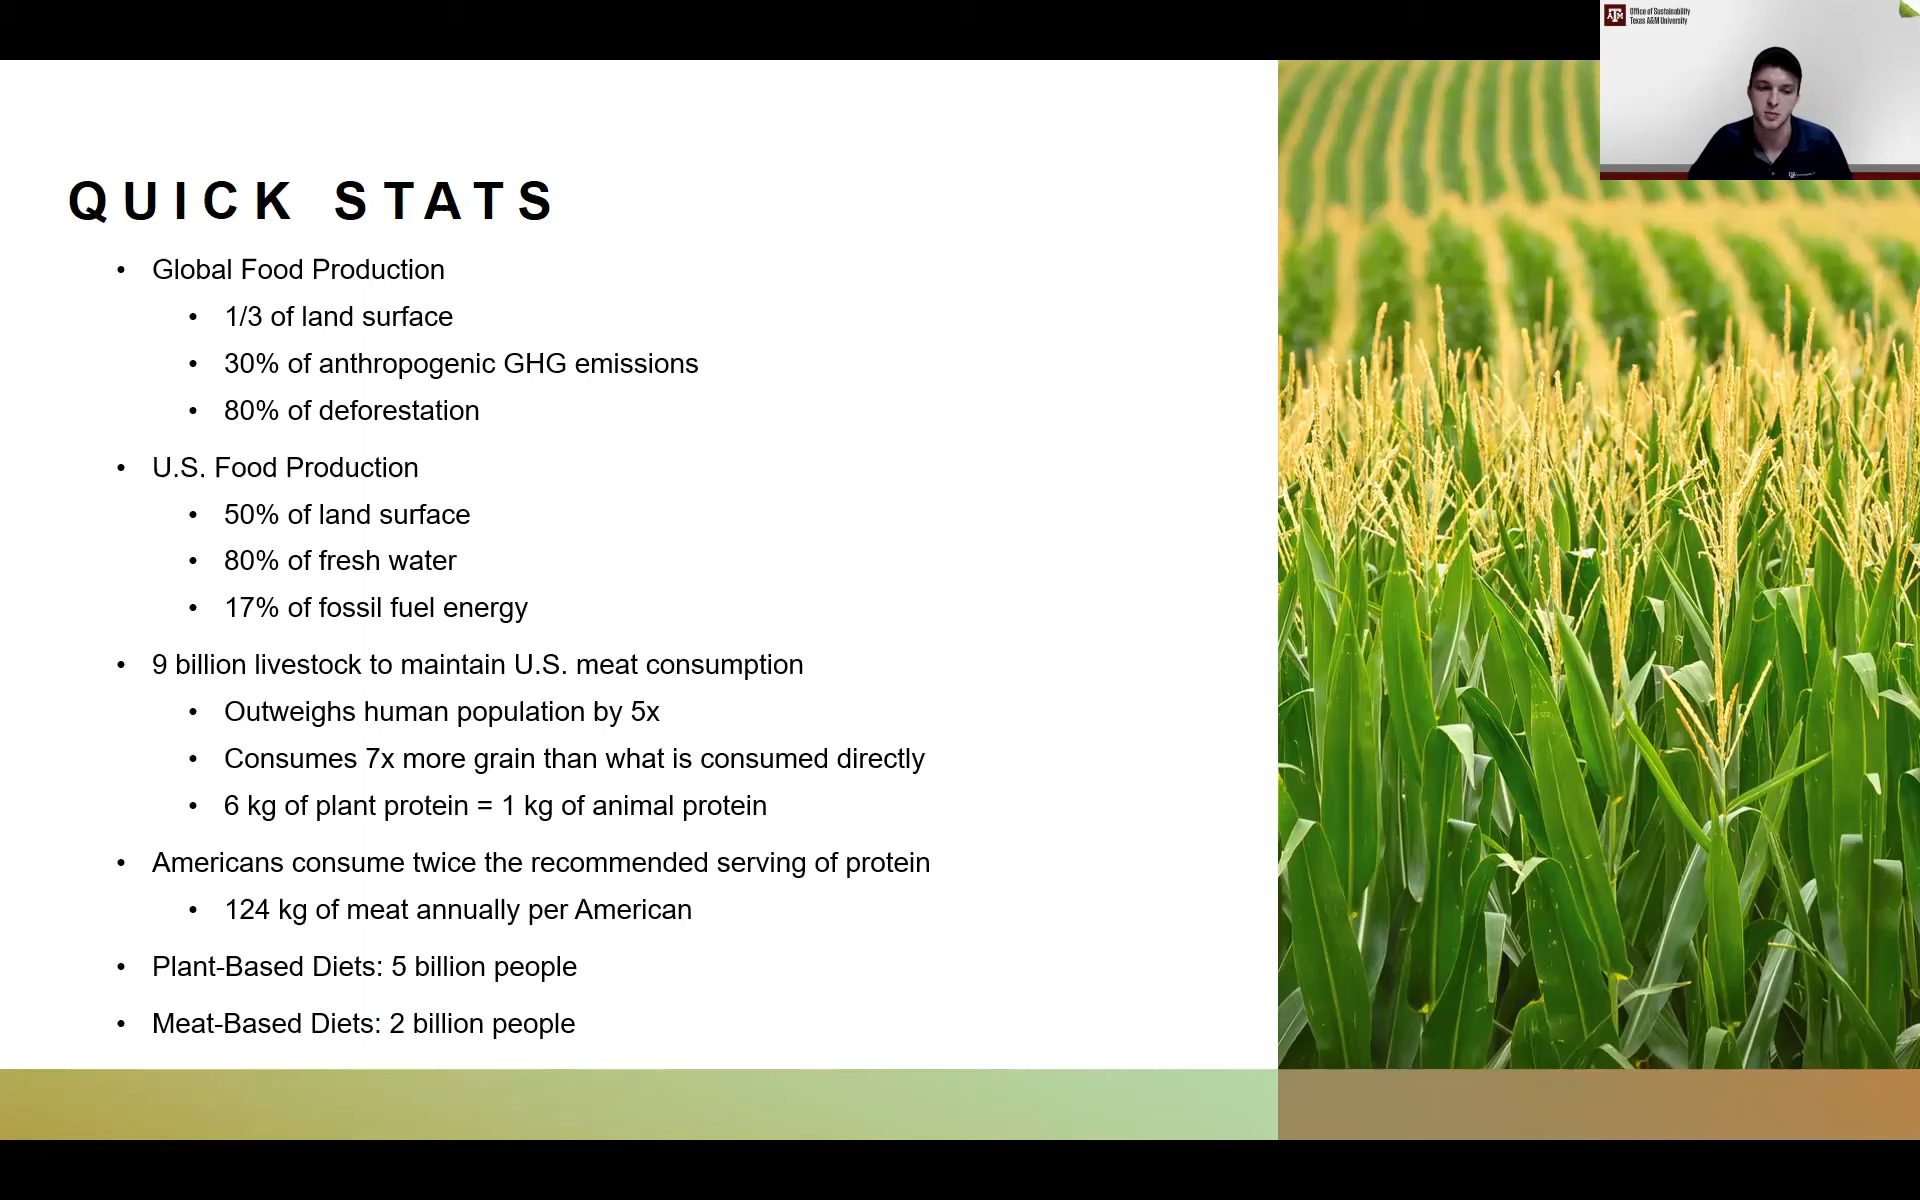 Office of Sustainability
Texas A&M University
QUICK STATS
• Global Food Production
• 1/3 of land surface
• 30% of anthropogenic GHG emissions
• 80% of deforestation
• U.S. Food Production
• 50% of land surface
• 80% of fresh water
• 17% of fossil fuel energy
• 9 billion livestock to maintain U.S. meat consumption
• Outweighs human population by 5x
• Consumes 7x more grain than what is consumed directly
• 6 kg of plant protein = 1 kg of animal protein
• Americans consume twice the recommended serving of protein
• 124 kg of meat annually per American
• Plant-Based Diets: 5 billion people
• Meat-Based Diets: 2 billion people